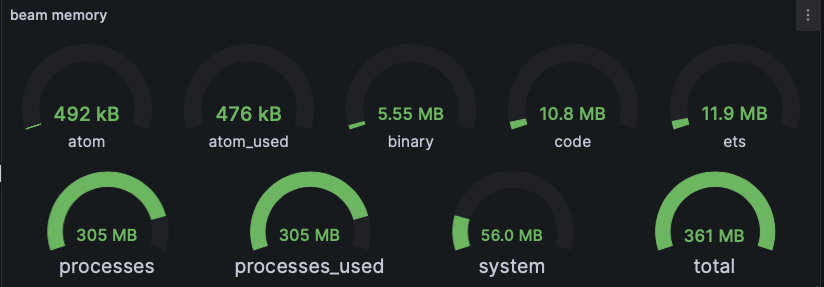 beam memory
492 kB
476 kB
5.55 MB
10.8 MB
11.9 MB
atom
atom_used
binary
code
ets
305 MB
305 MB
56.0 MB
361 MB
processes
processes_used
system
total